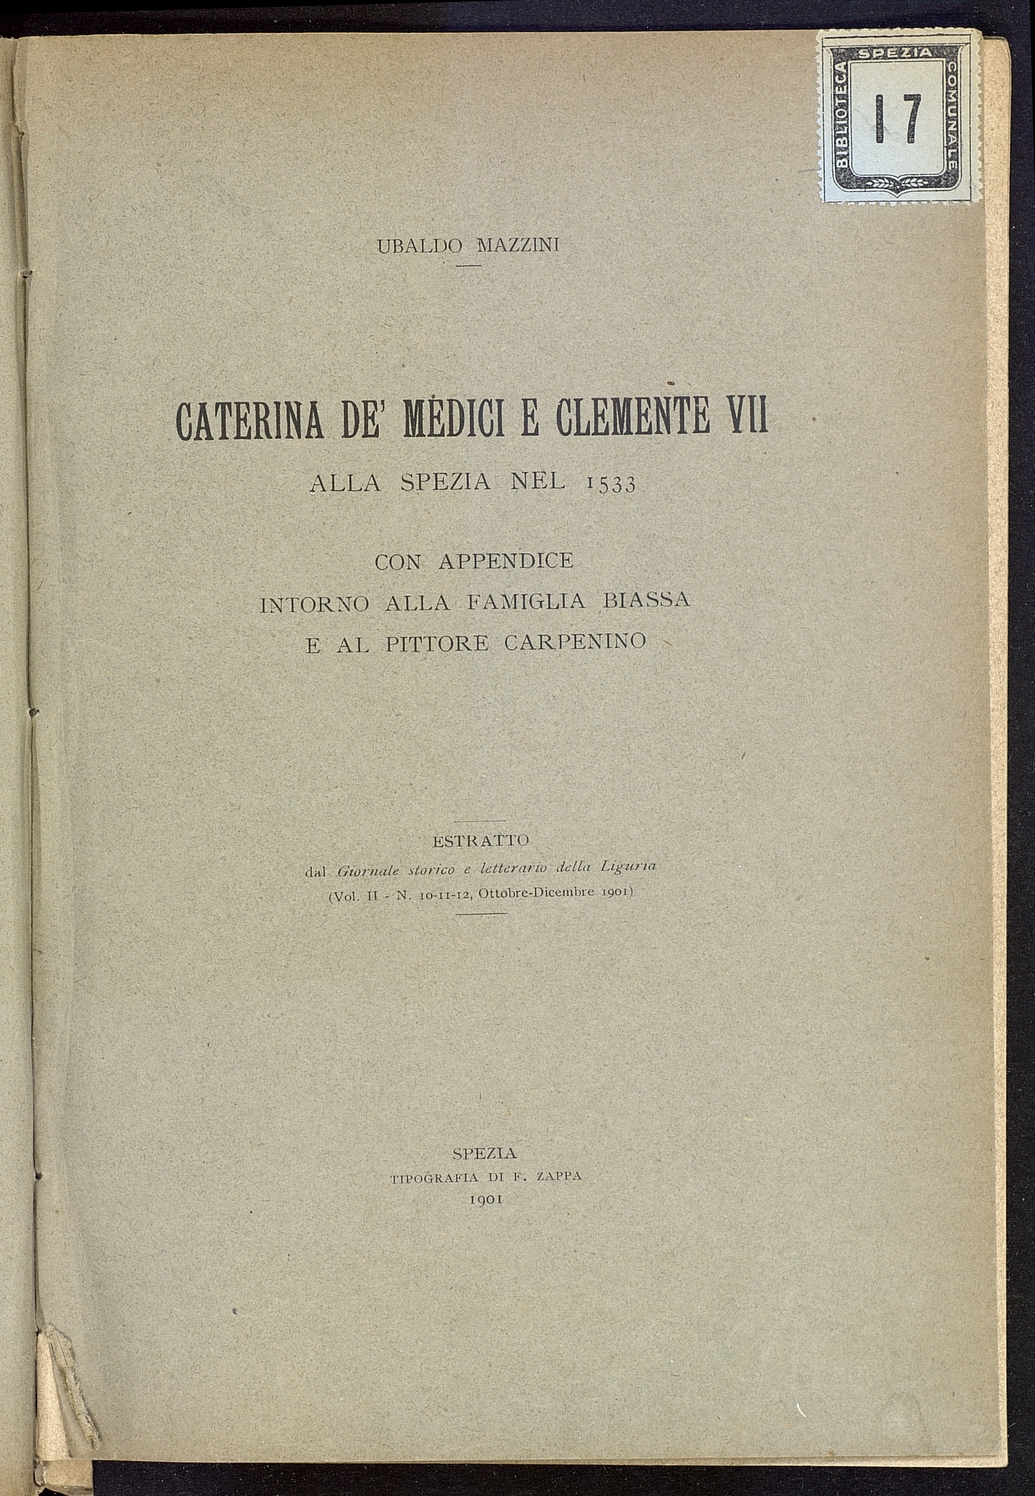 BIBLIOTECA SPEZIA COMUNALE
17
UBALDO MAZZINI
CATERINA DE' MEDICI E CLEMENTE VII
ALLA SPEZIA NEL 1533
CON APPENDICE
INTORNO ALLA FAMIGLIA BIASSA
E AL PITTORE CARPENINO
ESTRATTO
dal Giornale storico e letterario della Liguria
(Vol. II - N. 10-11-12, Ottobre-Dicembre 1901)
SPEZIA
TIPOGRAFIA DI F. ZAPPA
1901